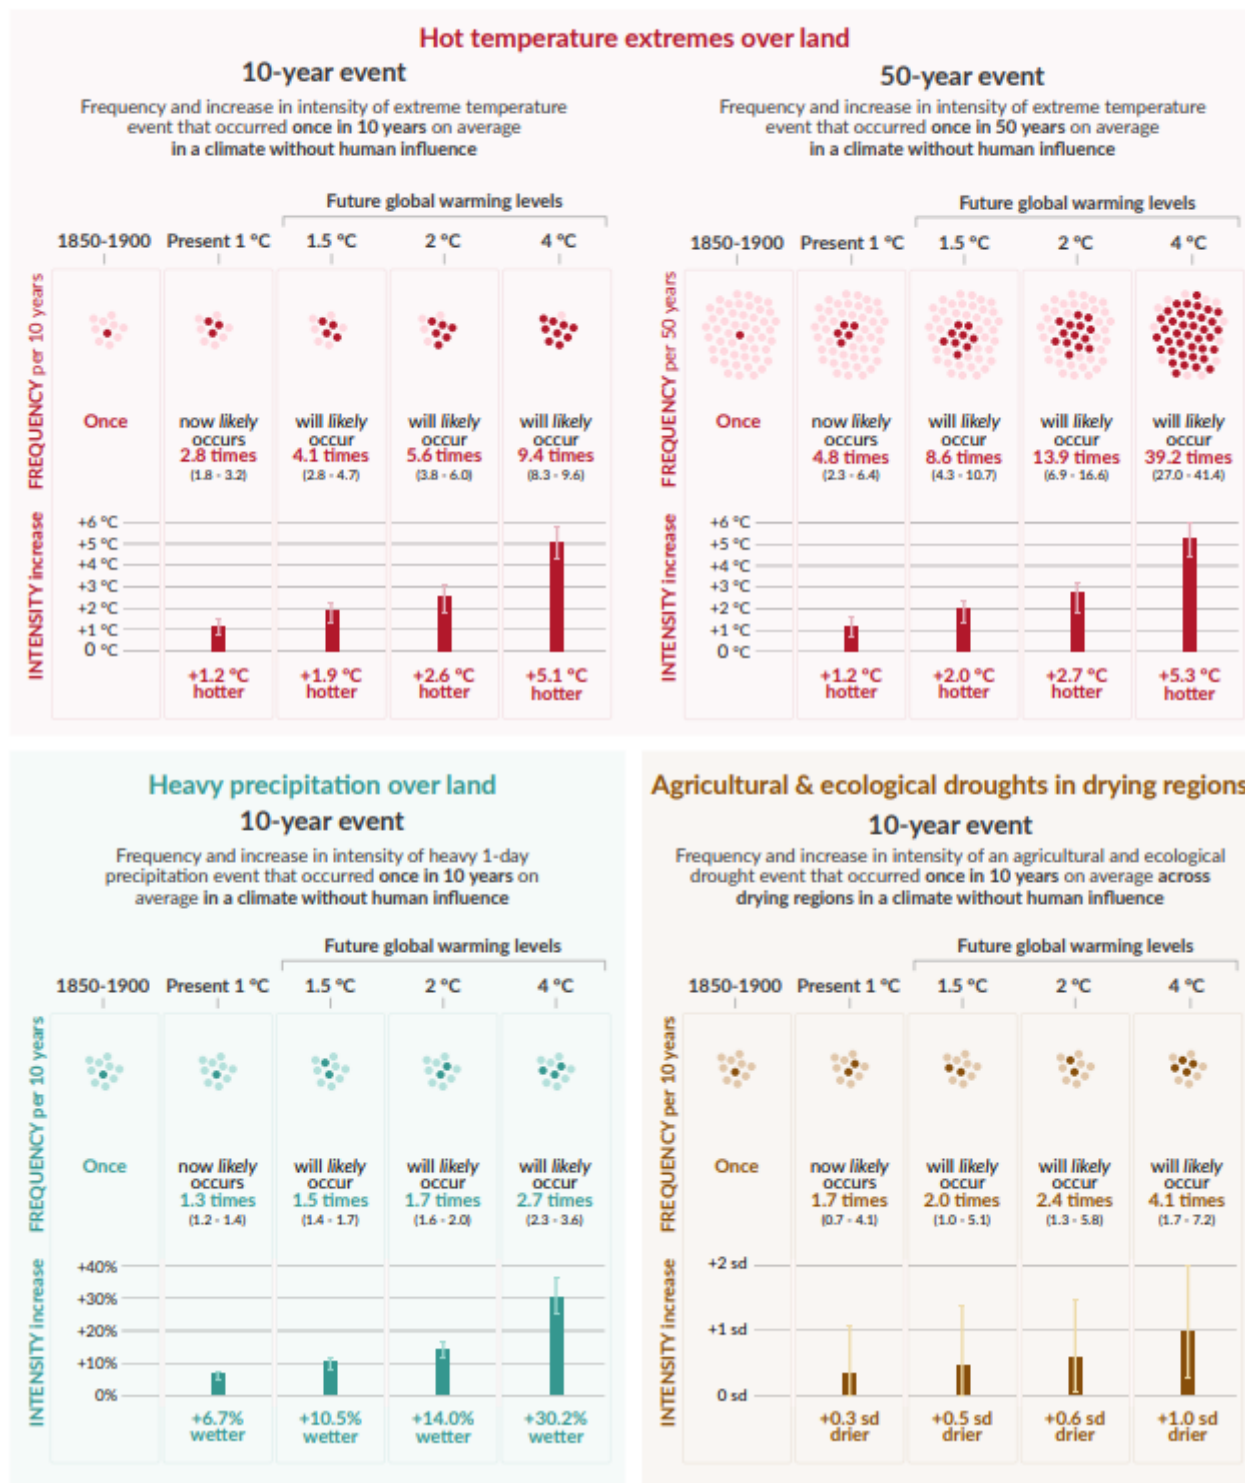 Hot temperature extremes over land
10-year event
Frequency and increase in intensity of extreme temperature
event that occurred once in 10 years on average
in a climate without human influence
Future global warming levels
1850-1900 Present 1 °C 1.5 °C 2 °C 4 °C
FREQUENCY per 10 years
Once
now likely occurs 2.8 times (1.8 - 3.2)
will likely occur 4.1 times (2.8 - 4.7)
will likely occur 5.6 times (3.8 - 6.0)
will likely occur 9.4 times (8.3 - 9.6)
INTENSITY increase
+6 °C
+5 °C
+4 °C
+3 °C
+2 °C
+1 °C
0 °C
+1.2 °C hotter
+1.9 °C hotter
+2.6 °C hotter
+5.1 °C hotter
50-year event
Frequency and increase in intensity of extreme temperature
event that occurred once in 50 years on average
in a climate without human influence
Future global warming levels
1850-1900 Present 1 °C 1.5 °C 2 °C 4 °C
FREQUENCY per 50 years
Once
now likely occurs 4.8 times (2.3 - 6.4)
will likely occur 8.6 times (4.3 - 10.7)
will likely occur 13.9 times (6.9 - 16.6)
will likely occur 39.2 times (27.0 - 41.4)
INTENSITY increase
+6 °C
+5 °C
+4 °C
+3 °C
+2 °C
+1 °C
0 °C
+1.2 °C hotter
+2.0 °C hotter
+2.7 °C hotter
+5.3 °C hotter
Heavy precipitation over land
10-year event
Frequency and increase in intensity of heavy 1-day
precipitation event that occurred once in 10 years on
average in a climate without human influence
Future global warming levels
1850-1900 Present 1 °C 1.5 °C 2 °C 4 °C
FREQUENCY per 10 years
Once
now likely occurs 1.3 times (1.2 - 1.4)
will likely occur 1.5 times (1.4 - 1.7)
will likely occur 1.7 times (1.6 - 2.0)
will likely occur 2.7 times (2.3 - 3.6)
INTENSITY increase
+40%
+30%
+20%
+10%
0%
+6.7% wetter
+10.5% wetter
+14.0% wetter
+30.2% wetter
Agricultural & ecological droughts in drying regions
10-year event
Frequency and increase in intensity of an agricultural and ecological
drought event that occurred once in 10 years on average across
drying regions in a climate without human influence
Future global warming levels
1850-1900 Present 1 °C 1.5 °C 2 °C 4 °C
FREQUENCY per 10 years
Once
now likely occurs 1.7 times (0.7 - 4.1)
will likely occur 2.0 times (1.0 - 5.1)
will likely occur 2.4 times (1.3 - 5.8)
will likely occur 4.1 times (1.7 - 7.2)
INTENSITY increase
+2 sd
+1 sd
0 sd
+0.3 sd drier
+0.5 sd drier
+0.6 sd drier
+1.0 sd drier